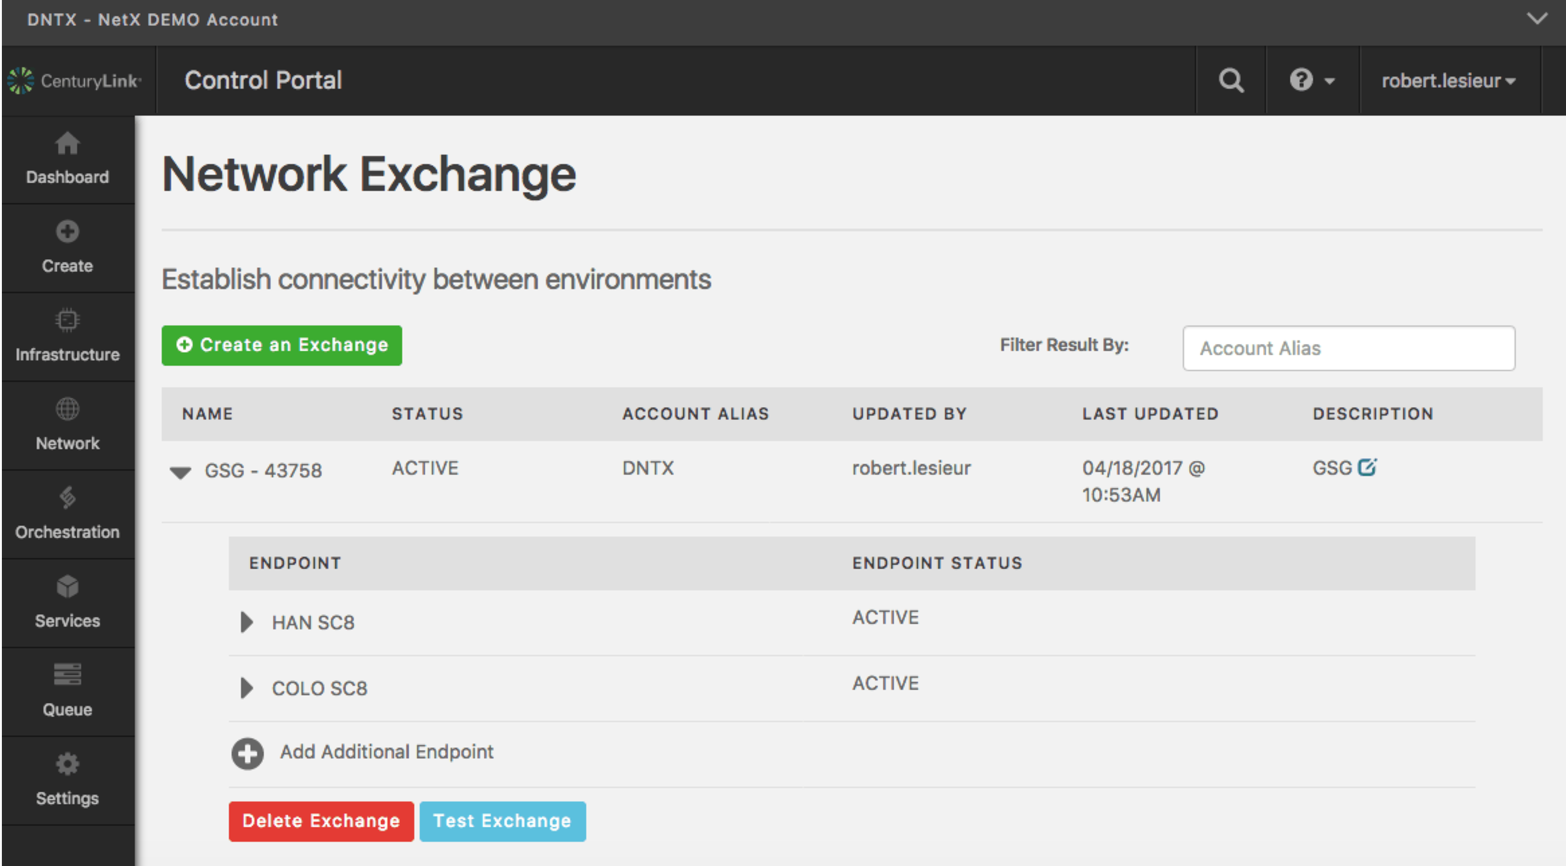 DNTX - NetX DEMO Account
CenturyLink
Control Portal
robert.lesieur
Dashboard
Create
Infrastructure
Network
Orchestration
Services
Queue
Settings
Network Exchange
Establish connectivity between environments
Create an Exchange
Filter Result By:
Account Alias
NAME STATUS ACCOUNT ALIAS UPDATED BY LAST UPDATED DESCRIPTION
GSG - 43758 ACTIVE DNTX robert.lesieur 04/18/2017 @ GSG
10:53AM
ENDPOINT ENDPOINT STATUS
HAN SC8 ACTIVE
COLO SC8 ACTIVE
Add Additional Endpoint
Delete Exchange Test Exchange